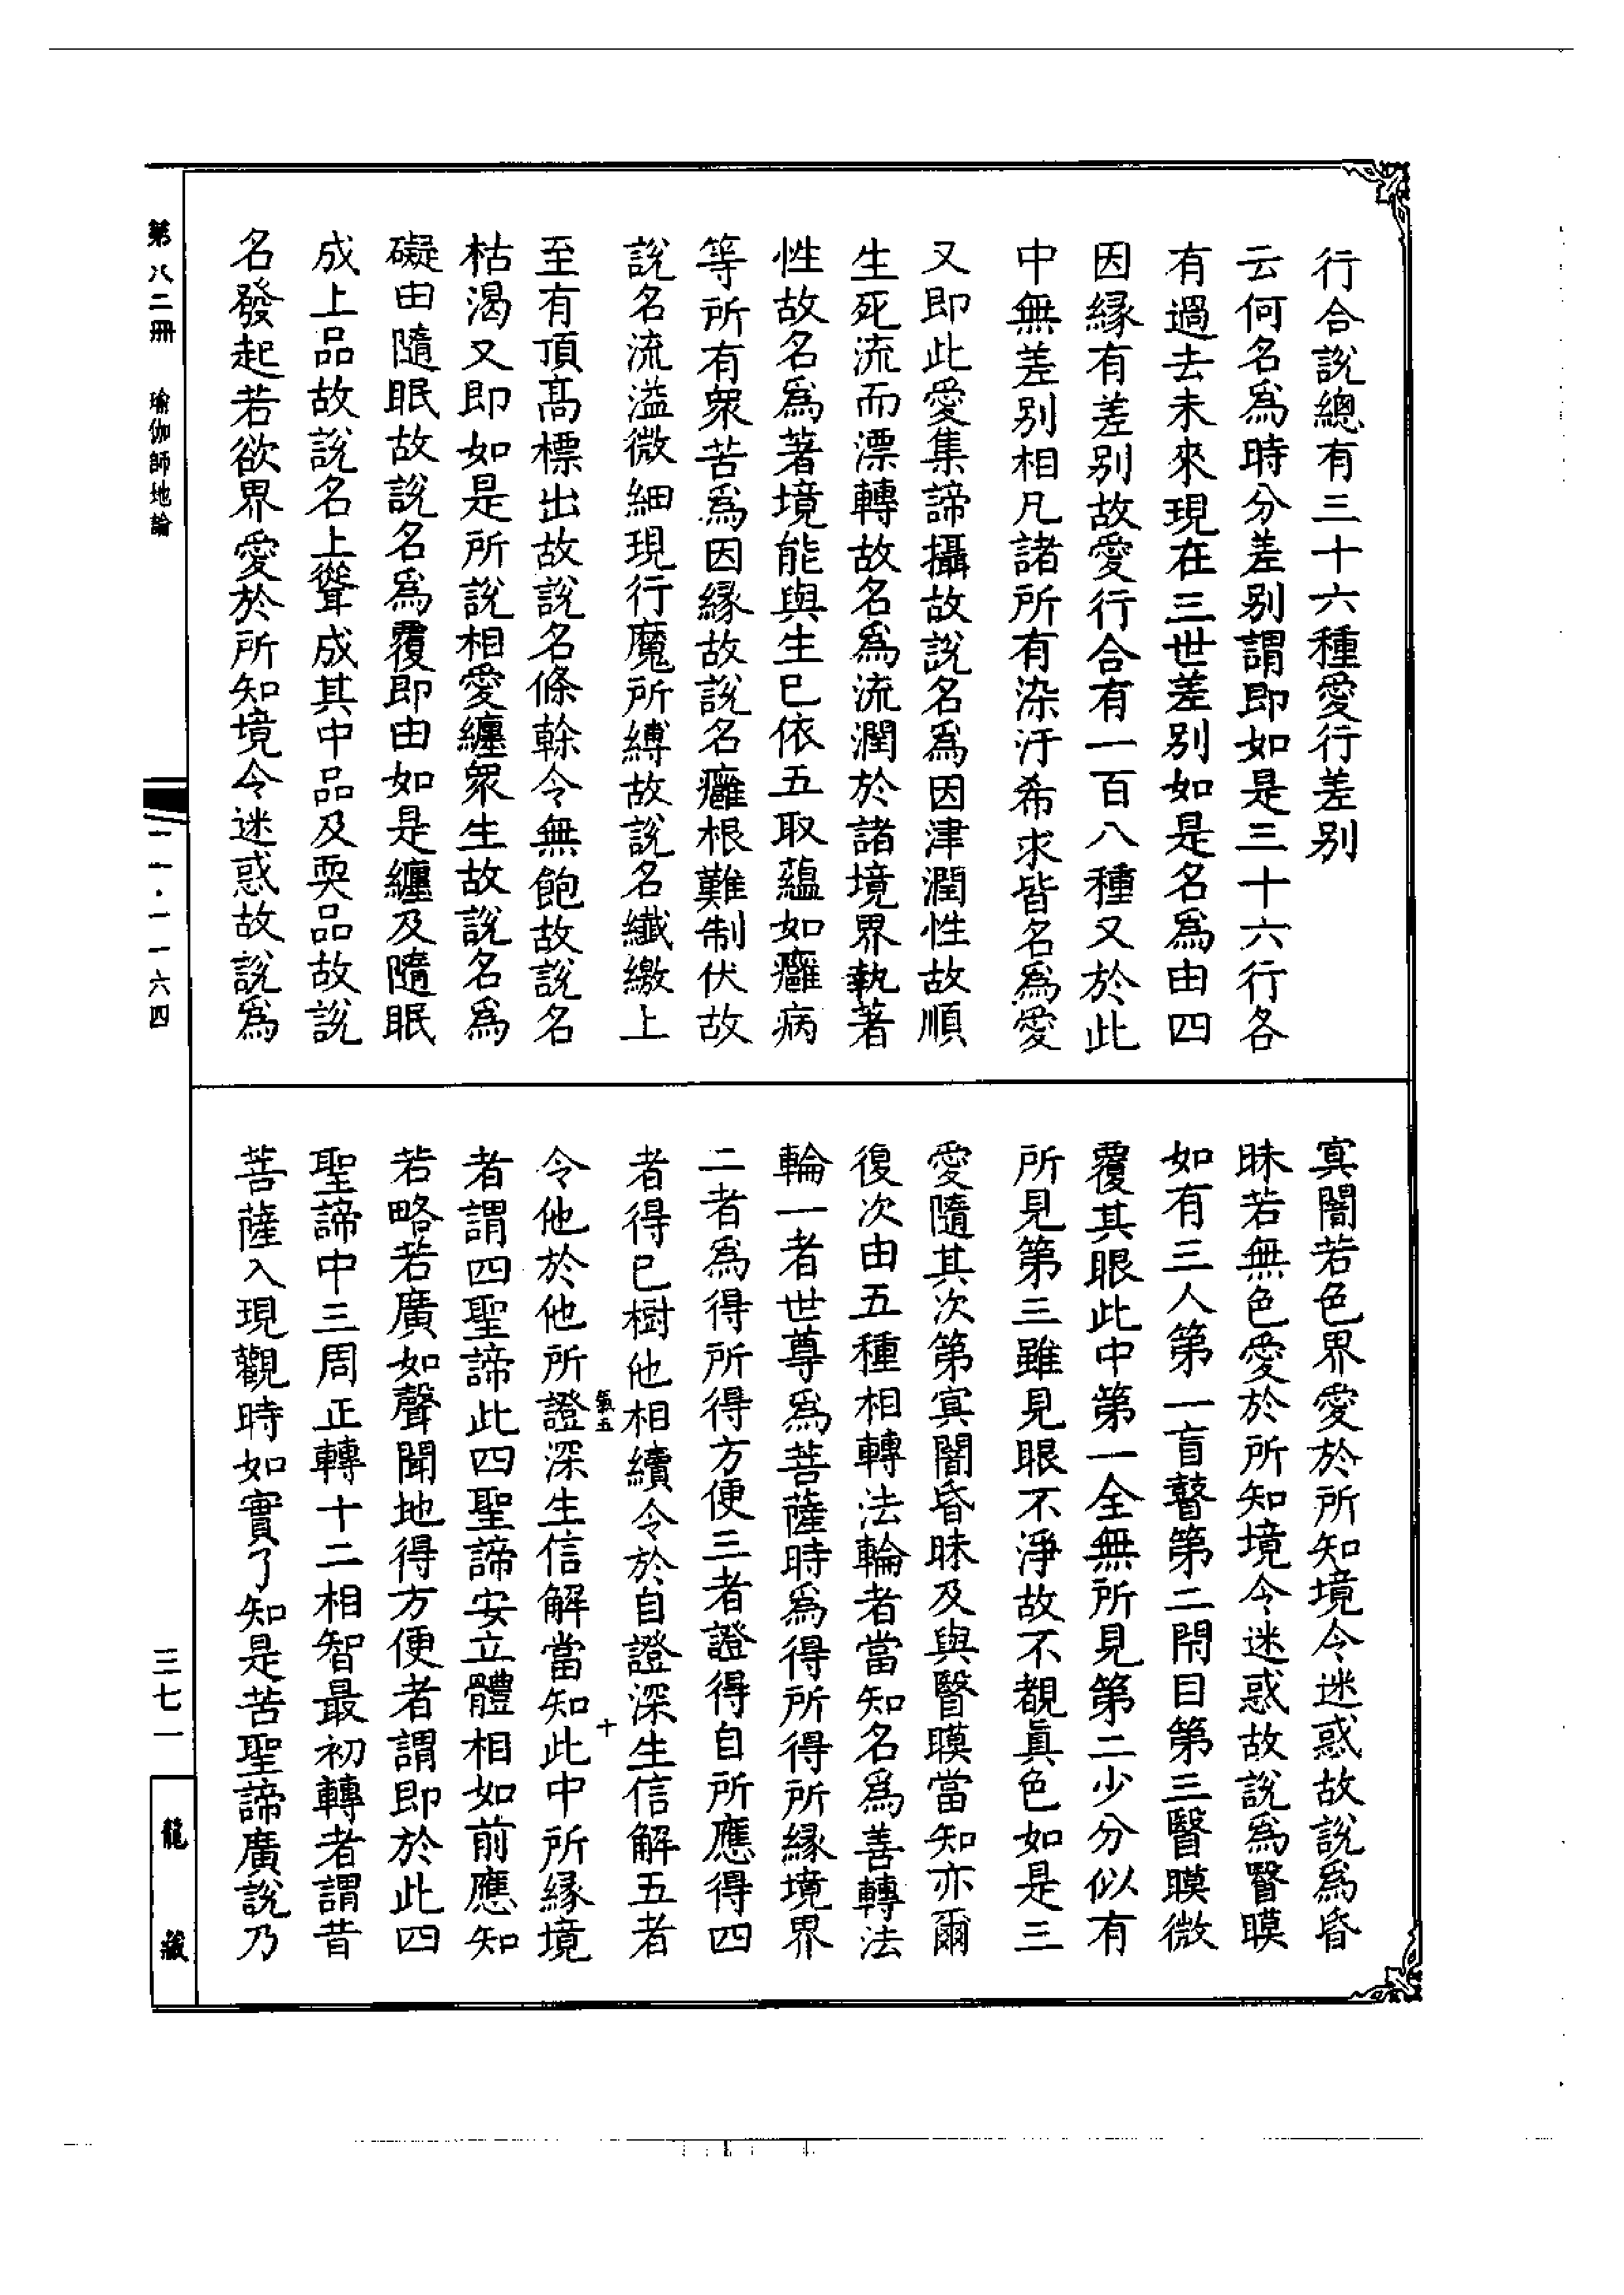 行合說總有三十六種愛行差別
云何名爲時分差別謂即如是三十六行各
有過去未來現在三世差別如是名爲由四
因緣有差別故愛行合有一百八種又於此
中無差別相凡諸所有染汙希求皆名爲愛
又即此愛集諦攝故說名爲因津潤性故順
生死流而漂轉故名爲流潤於諸境界執著
性故名爲著境能與生已依五取蘊如癰病
等所有衆苦爲因緣故說名癰根難制伏故
說名流溢微細現行魔所縛故說名纖繳上
至有頂高標出故說名條榦令無飽故說名
枯渴又即如是所說相愛纏衆生故說名爲
礙由隨眠故說名爲覆即由如是纏及隨眠
成上品故說名上聳成其中品及耎品故說
名發起若欲界愛於所知境令迷惑故說爲
寘闇若色界愛於所知境令迷惑故說爲昏
昧若無色愛於所知境令迷惑故說爲瞖瞙
如有三人第一盲瞽第二閇目第三瞖瞙微
覆其眼此中第一全無所見第二少分似有
所見第三雖見眼不淨故不覩眞色如是三
愛隨其次第寘闇昏昧及與瞖瞙當知亦爾
復次由五種相轉法輪者當知名爲善轉法
輪一者世尊爲菩薩時爲得所得所緣境界
二者爲得所得方便三者證得自所應得四
者得已樹他相續令於自證深生信解五者
令他於他所證深生信解當知此中所緣境
氣五
十
者謂四聖諦此四聖諦安立體相如前應知
若略若廣如聲聞地得方便者謂即於此四
聖諦中三周正轉十二相智最初轉者謂昔
菩薩入現觀時如實了知是苦聖諦廣說乃
第八二冊 瑜伽師地論
一一·一一六四
三七一
龍藏